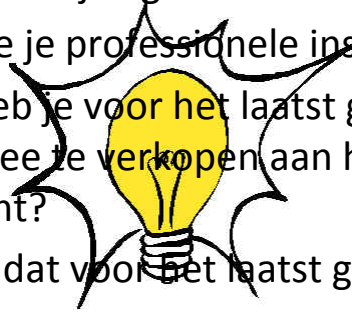 e je professionele ins
eb je voor het laatst g
ee te verkopen aan h
nt?
dat voor het laatst g